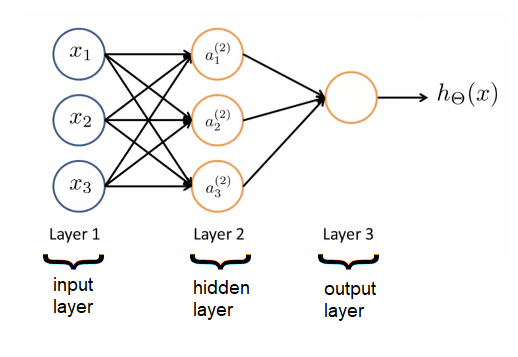 x₁ a₁⁽²⁾
x₂ a₂⁽²⁾ h_Θ(x)
x₃ a₃⁽²⁾
Layer 1 Layer 2 Layer 3
input hidden output
layer layer layer